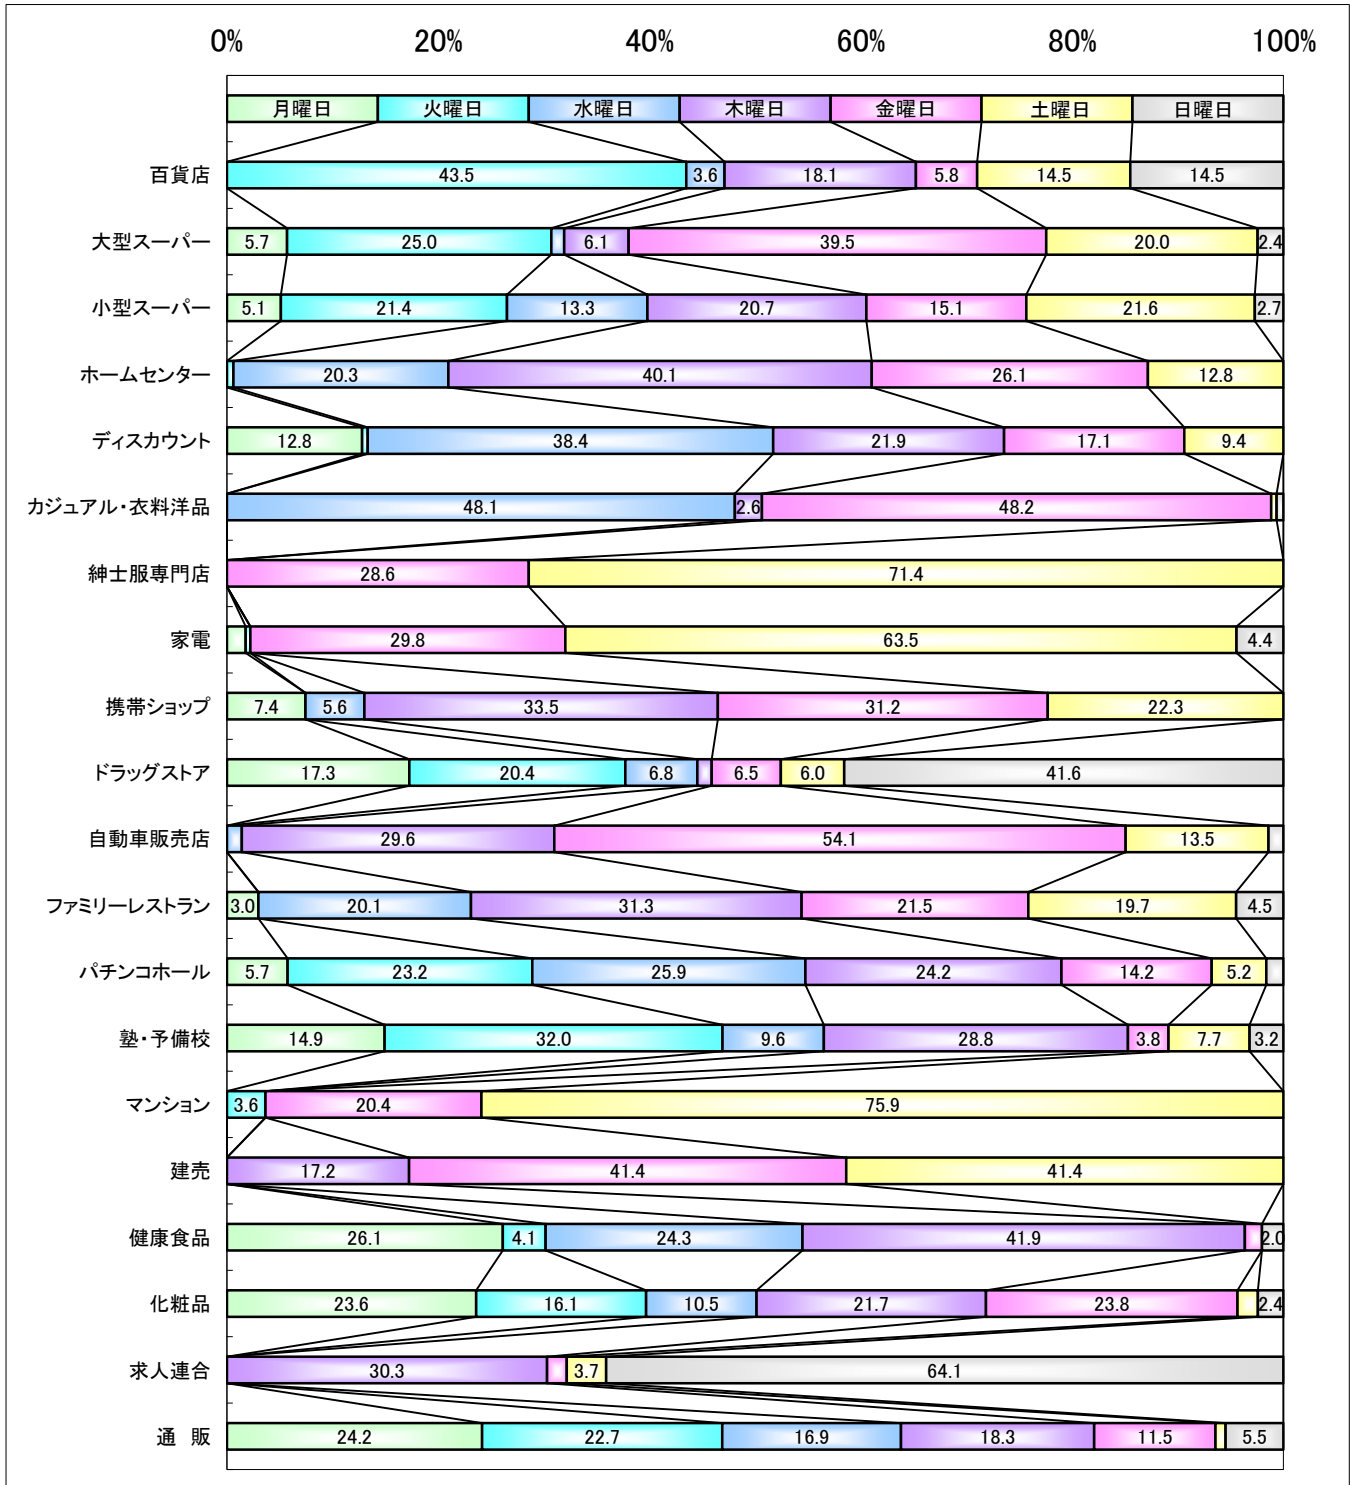 0% 20% 40% 60% 80% 100%
月曜日 火曜日 水曜日 木曜日 金曜日 土曜日 日曜日
百貨店 43.5 3.6 18.1 5.8 14.5 14.5
大型スーパー 5.7 25.0 6.1 39.5 20.0 2.4
小型スーパー 5.1 21.4 13.3 20.7 15.1 21.6 2.7
ホームセンター 20.3 40.1 26.1 12.8
ディスカウント 12.8 38.4 21.9 17.1 9.4
カジュアル・衣料洋品 48.1 2.6 48.2
紳士服専門店 28.6 71.4
家電 29.8 63.5 4.4
携帯ショップ 7.4 5.6 33.5 31.2 22.3
ドラッグストア 17.3 20.4 6.8 6.5 6.0 41.6
自動車販売店 29.6 54.1 13.5
ファミリーレストラン 3.0 20.1 31.3 21.5 19.7 4.5
パチンコホール 5.7 23.2 25.9 24.2 14.2 5.2
塾・予備校 14.9 32.0 9.6 28.8 3.8 7.7 3.2
マンション 3.6 20.4 75.9
建売 17.2 41.4 41.4
健康食品 26.1 4.1 24.3 41.9 2.0
化粧品 23.6 16.1 10.5 21.7 23.8 2.4
求人連合 30.3 3.7 64.1
通 販 24.2 22.7 16.9 18.3 11.5 5.5